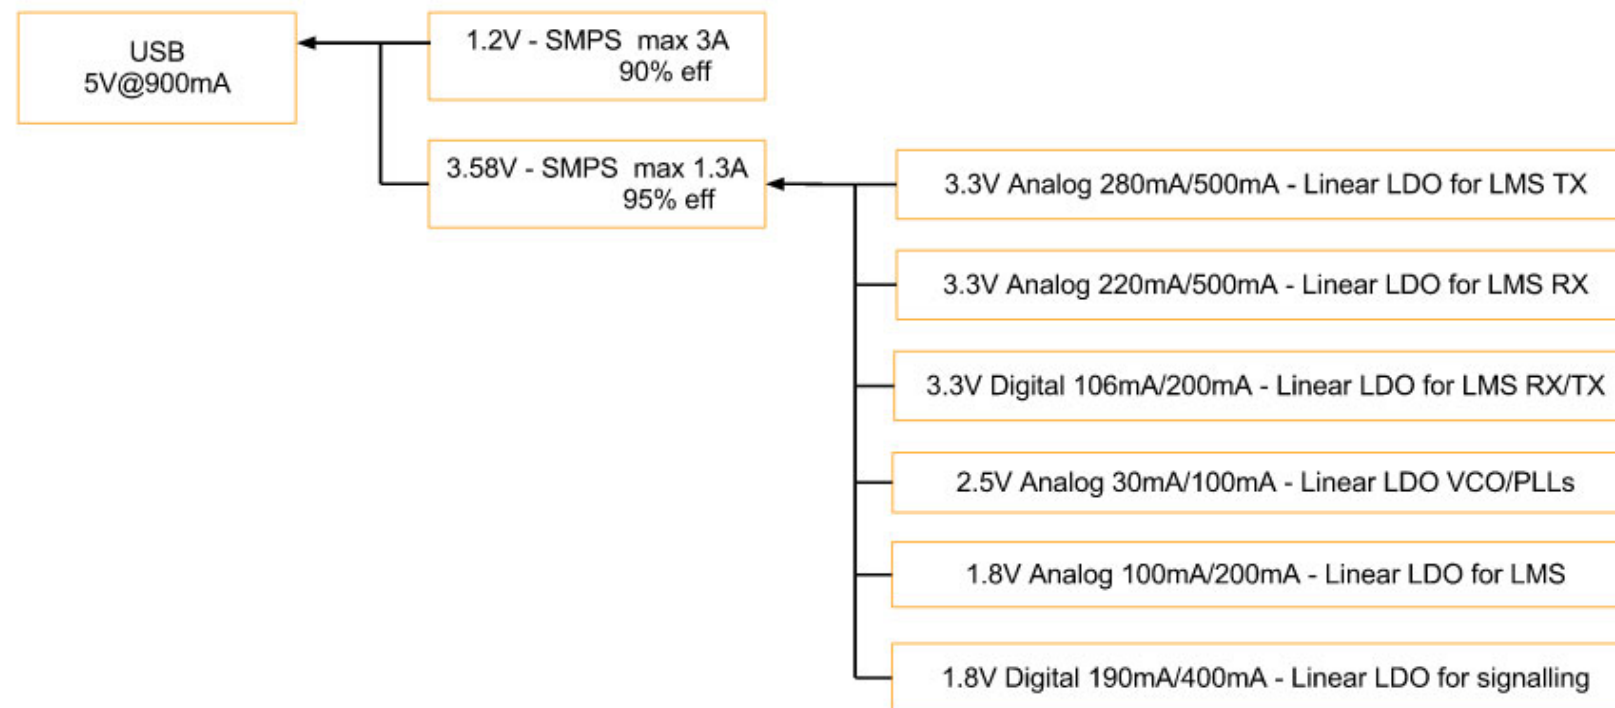 USB
5V@900mA
1.2V - SMPS max 3A
90% eff
3.58V - SMPS max 1.3A
95% eff
3.3V Analog 280mA/500mA - Linear LDO for LMS TX
3.3V Analog 220mA/500mA - Linear LDO for LMS RX
3.3V Digital 106mA/200mA - Linear LDO for LMS RX/TX
2.5V Analog 30mA/100mA - Linear LDO VCO/PLLs
1.8V Analog 100mA/200mA - Linear LDO for LMS
1.8V Digital 190mA/400mA - Linear LDO for signalling